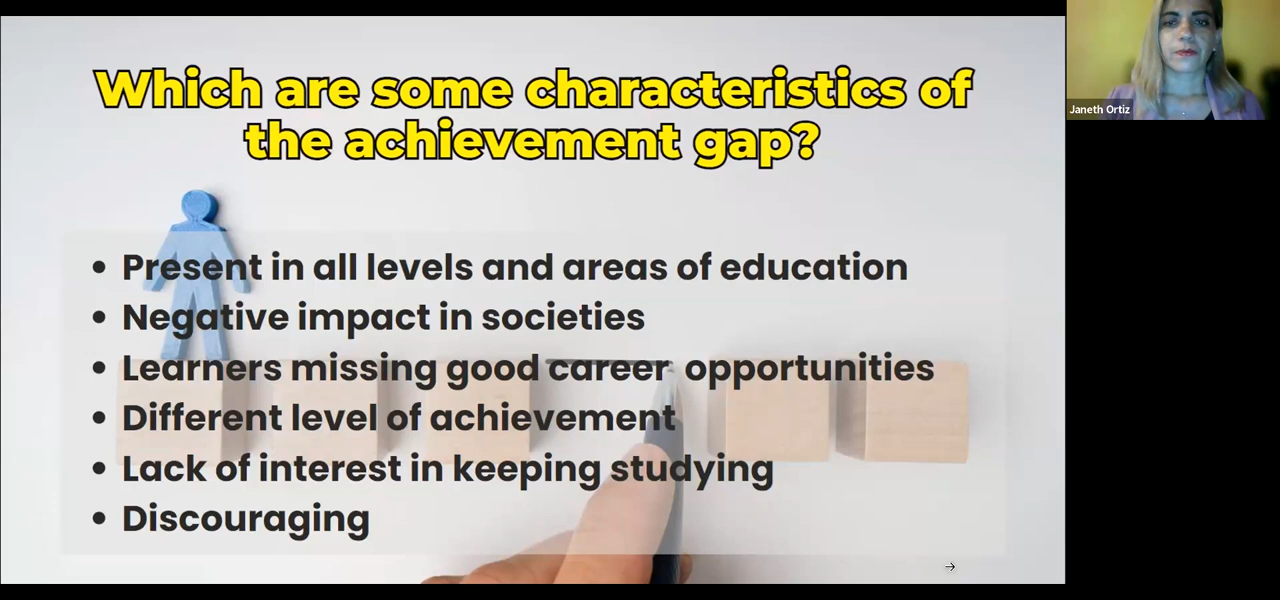 Which are some characteristics of
the achievement gap?
• Present in all levels and areas of education
• Negative impact in societies
• Learners missing good career opportunities
• Different level of achievement
• Lack of interest in keeping studying
• Discouraging
Janeth Ortiz